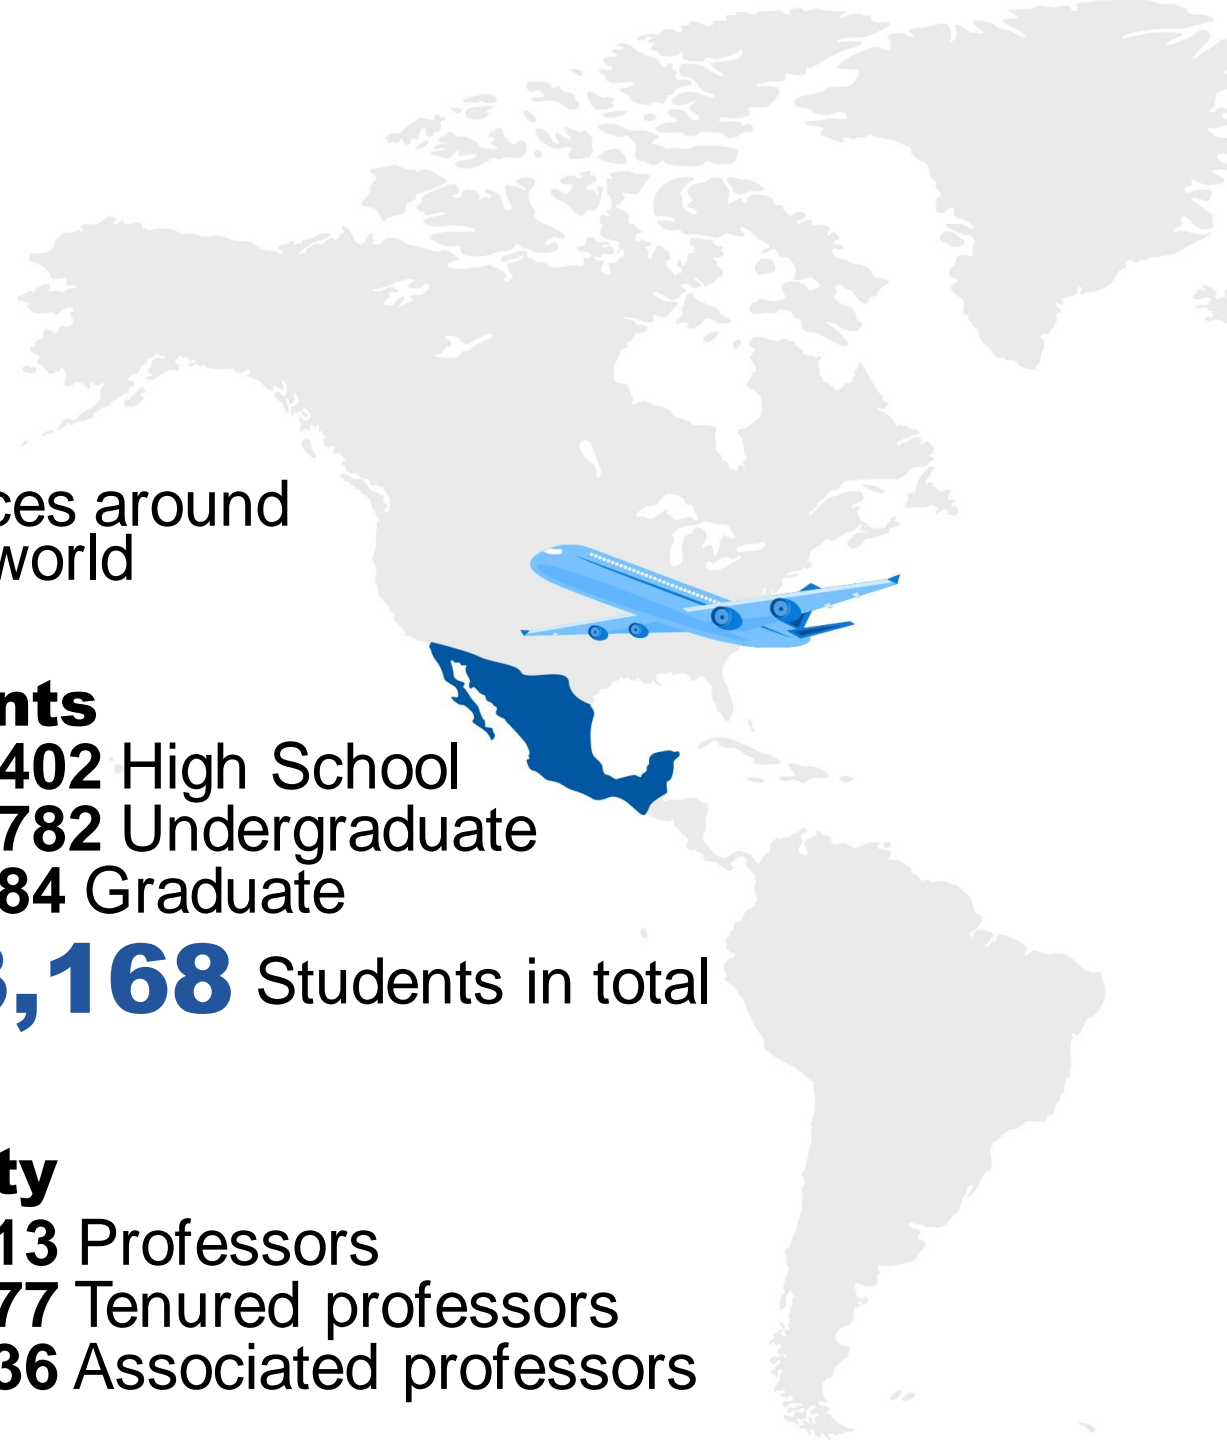 ces around
world
nts
402 High School
782 Undergraduate
84 Graduate
3,168 Students in total
ty
13 Professors
77 Tenured professors
36 Associated professors